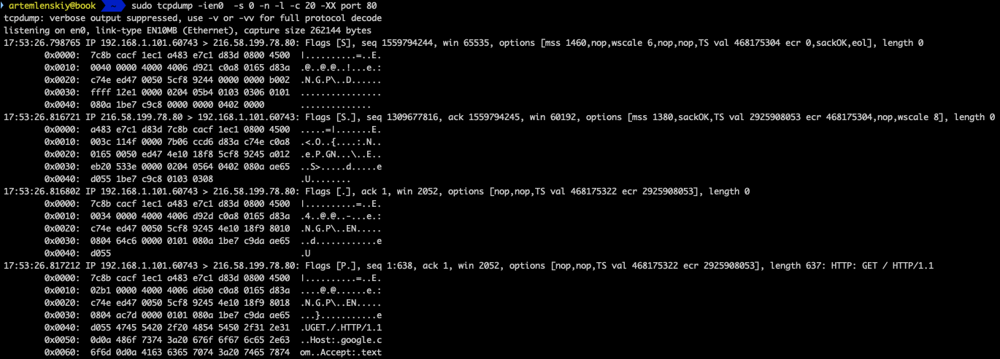 artemlenskiy@book ~ sudo tcpdump -ien0  -s 0 -n -l -c 20 -XX port 80
tcpdump: verbose output suppressed, use -v or -vv for full protocol decode
listening on en0, link-type EN10MB (Ethernet), capture size 262144 bytes
17:53:26.798765 IP 192.168.1.101.60743 > 216.58.199.78.80: Flags [S], seq 1559794244, win 65535, options [mss 1460,nop,wscale 6,nop,nop,TS val 468175304 ecr 0,sackOK,eol], length 0
0x0000:  7c8b cacf 1ec1 a483 e7c1 d83d 0800 4500  |..........=..E.
0x0010:  0040 0000 4000 4006 d921 c0a8 0165 d83a  .@..@.@..!...e.:
0x0020:  c74e ed47 0050 5cf8 9244 0000 0000 b002  .N.G.P\..D......
0x0030:  ffff 12e1 0000 0204 05b4 0103 0306 0101  ................
0x0040:  080a 1be7 c9c8 0000 0000 0402 0000       ..............
17:53:26.816721 IP 216.58.199.78.80 > 192.168.1.101.60743: Flags [S.], seq 1309677816, ack 1559794245, win 60192, options [mss 1380,sackOK,TS val 2925908053 ecr 468175304,nop,wscale 8], length 0
0x0000:  a483 e7c1 d83d 7c8b cacf 1ec1 0800 4500  .....=|.......E.
0x0010:  003c 114f 0000 7b06 ccd6 d83a c74e c0a8  .<.O..{....:.N..
0x0020:  0165 0050 ed47 4e10 18f8 5cf8 9245 a012  .e.P.GN...\..E..
0x0030:  eb20 533e 0000 0204 0564 0402 080a ae65  ..S>.....d.....e
0x0040:  d055 1be7 c9c8 0103 0308                 .U........
17:53:26.816802 IP 192.168.1.101.60743 > 216.58.199.78.80: Flags [.], ack 1, win 2052, options [nop,nop,TS val 468175322 ecr 2925908053], length 0
0x0000:  7c8b cacf 1ec1 a483 e7c1 d83d 0800 4500  |..........=..E.
0x0010:  0034 0000 4000 4006 d92d c0a8 0165 d83a  .4..@.@..-...e.:
0x0020:  c74e ed47 0050 5cf8 9245 4e10 18f9 8010  .N.G.P\..EN.....
0x0030:  0804 64c6 0000 0101 080a 1be7 c9da ae65  ..d............e
0x0040:  d055                                     .U
17:53:26.817212 IP 192.168.1.101.60743 > 216.58.199.78.80: Flags [P.], seq 1:638, ack 1, win 2052, options [nop,nop,TS val 468175322 ecr 2925908053], length 637: HTTP: GET / HTTP/1.1
0x0000:  7c8b cacf 1ec1 a483 e7c1 d83d 0800 4500  |..........=..E.
0x0010:  02b1 0000 4000 4006 d6b0 c0a8 0165 d83a  ....@.@......e.:
0x0020:  c74e ed47 0050 5cf8 9245 4e10 18f9 8018  .N.G.P\..EN.....
0x0030:  0804 ac7d 0000 0101 080a 1be7 c9da ae65  ...}...........e
0x0040:  d055 4745 5420 2f20 4854 5450 2f31 2e31  .UGET./.HTTP/1.1
0x0050:  0d0a 486f 7374 3a20 676f 6f67 6c65 2e63  ..Host:.google.c
0x0060:  6f6d 0d0a 4163 6365 7074 3a20 7465 7874  om..Accept:.text